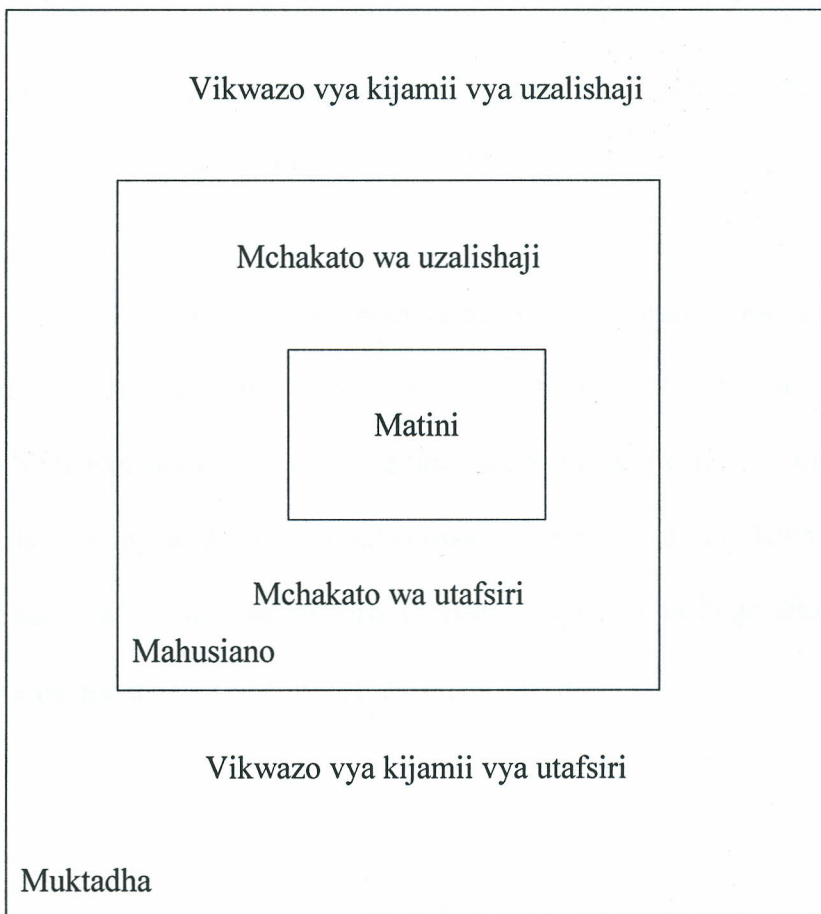 Vikwazo vya kijamii vya uzalishaji
Mchakato wa uzalishaji
Matini
Mchakato wa utafsiri
Mahusiano
Vikwazo vya kijamii vya utafsiri
Muktadha